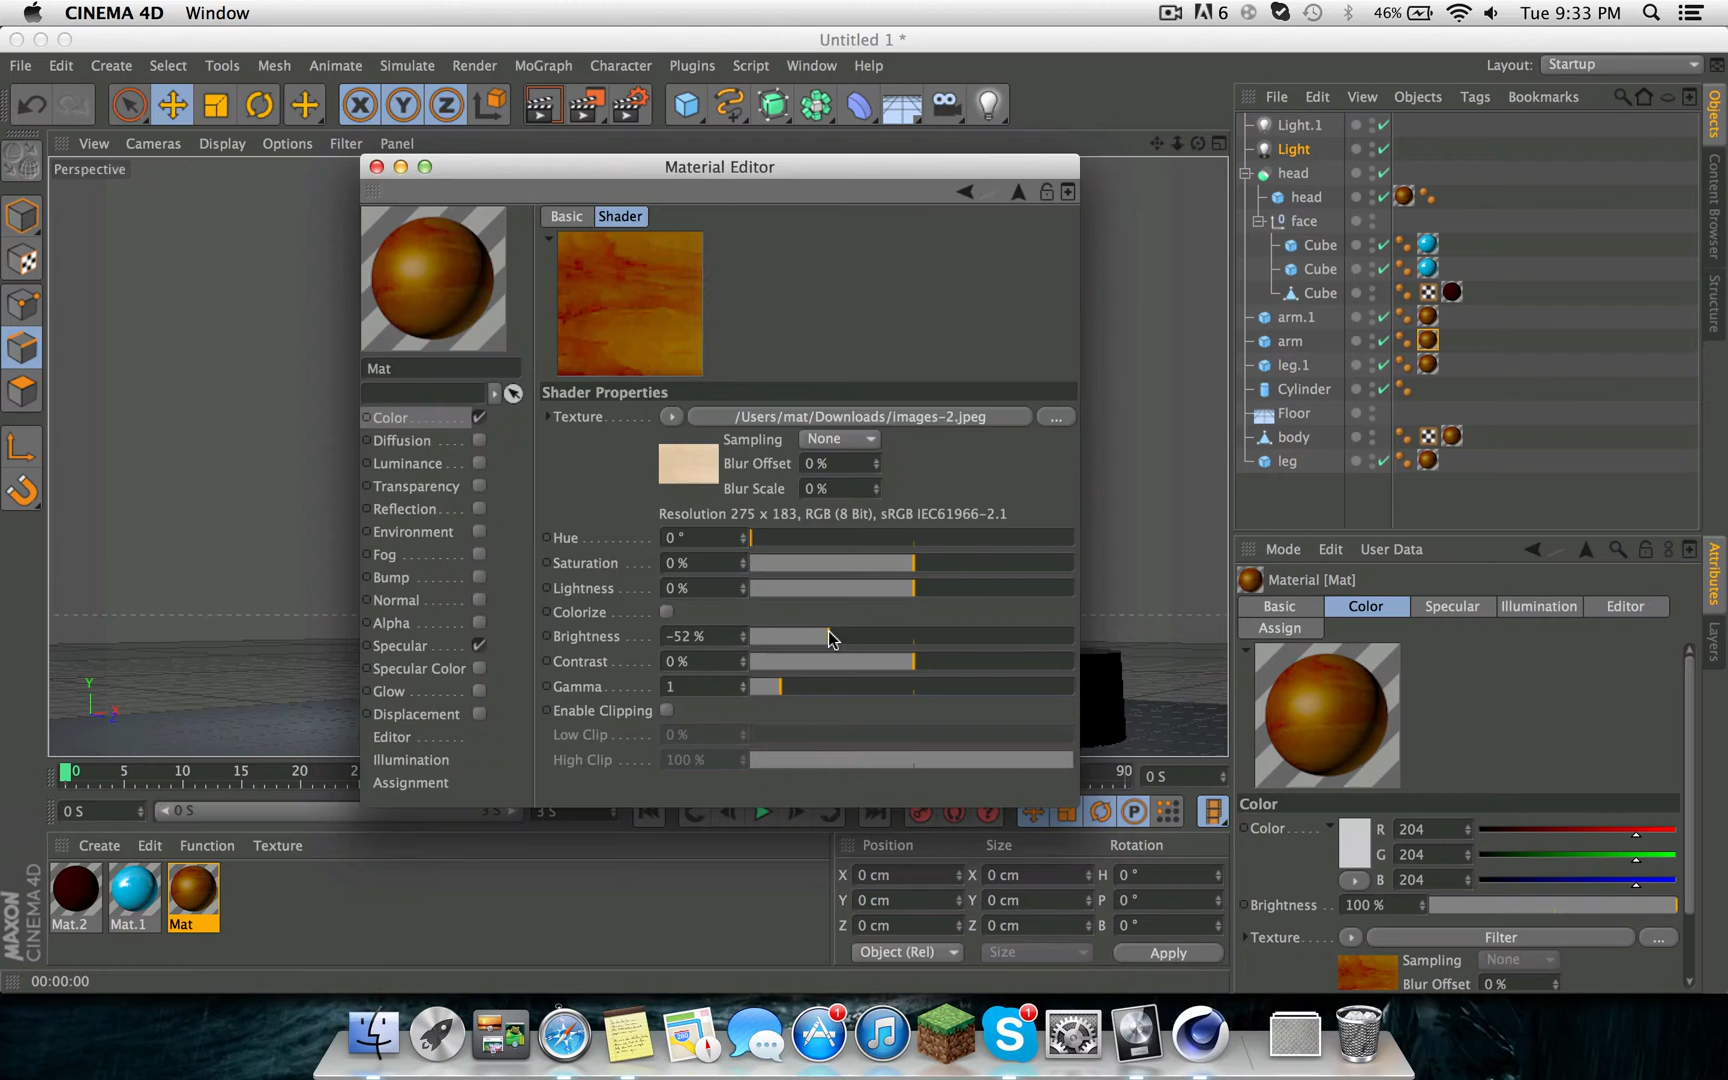 CINEMA 4D Window 6 46% Tue 9:33 PM
Untitled 1 *
File Edit Create Select Tools Mesh Animate Simulate Render MoGraph Character Plugins Script Window Help Layout: Startup
X Y Z
File Edit View Objects Tags Bookmarks
View Cameras Display Options Filter Panel
Perspective
Material Editor
Basic Shader
Mat
Color
Diffusion
Luminance
Transparency
Reflection
Environment
Fog
Bump
Normal
Alpha
Specular
Specular Color
Glow
Displacement
Editor
Illumination
Assignment
Shader Properties
Texture /Users/mat/Downloads/images-2.jpeg ...
Sampling None
Blur Offset 0 %
Blur Scale 0 %
Resolution 275 x 183, RGB (8 Bit), sRGB IEC61966-2.1
Hue 0 °
Saturation 0 %
Lightness 0 %
Colorize
Brightness -52 %
Contrast 0 %
Gamma 1
Enable Clipping
Low Clip 0 %
High Clip 100 %
Y
X Z
Light.1
Light
head
head
face
Cube
Cube
Cube
arm.1
arm
leg.1
Cylinder
Floor
body
leg
Objects
Content Browser
Structure
Mode Edit User Data
Material [Mat]
Basic Color Specular Illumination Editor
Assign
Attributes
Layers
Color
Color R 204
G 204
B 204
Brightness 100 %
Texture Filter ...
Sampling None
Blur Offset 0 %
0 5 10 15 20 2 90 0 S
0 S 0 S 3 S 3 S
P
Create Edit Function Texture
Mat.2 Mat.1 Mat
Position Size Rotation
X 0 cm X 0 cm H 0 °
Y 0 cm Y 0 cm P 0 °
Z 0 cm Z 0 cm B 0 °
Object (Rel) Size Apply
MAXON
CINEMA 4D
00:00:00
1 1